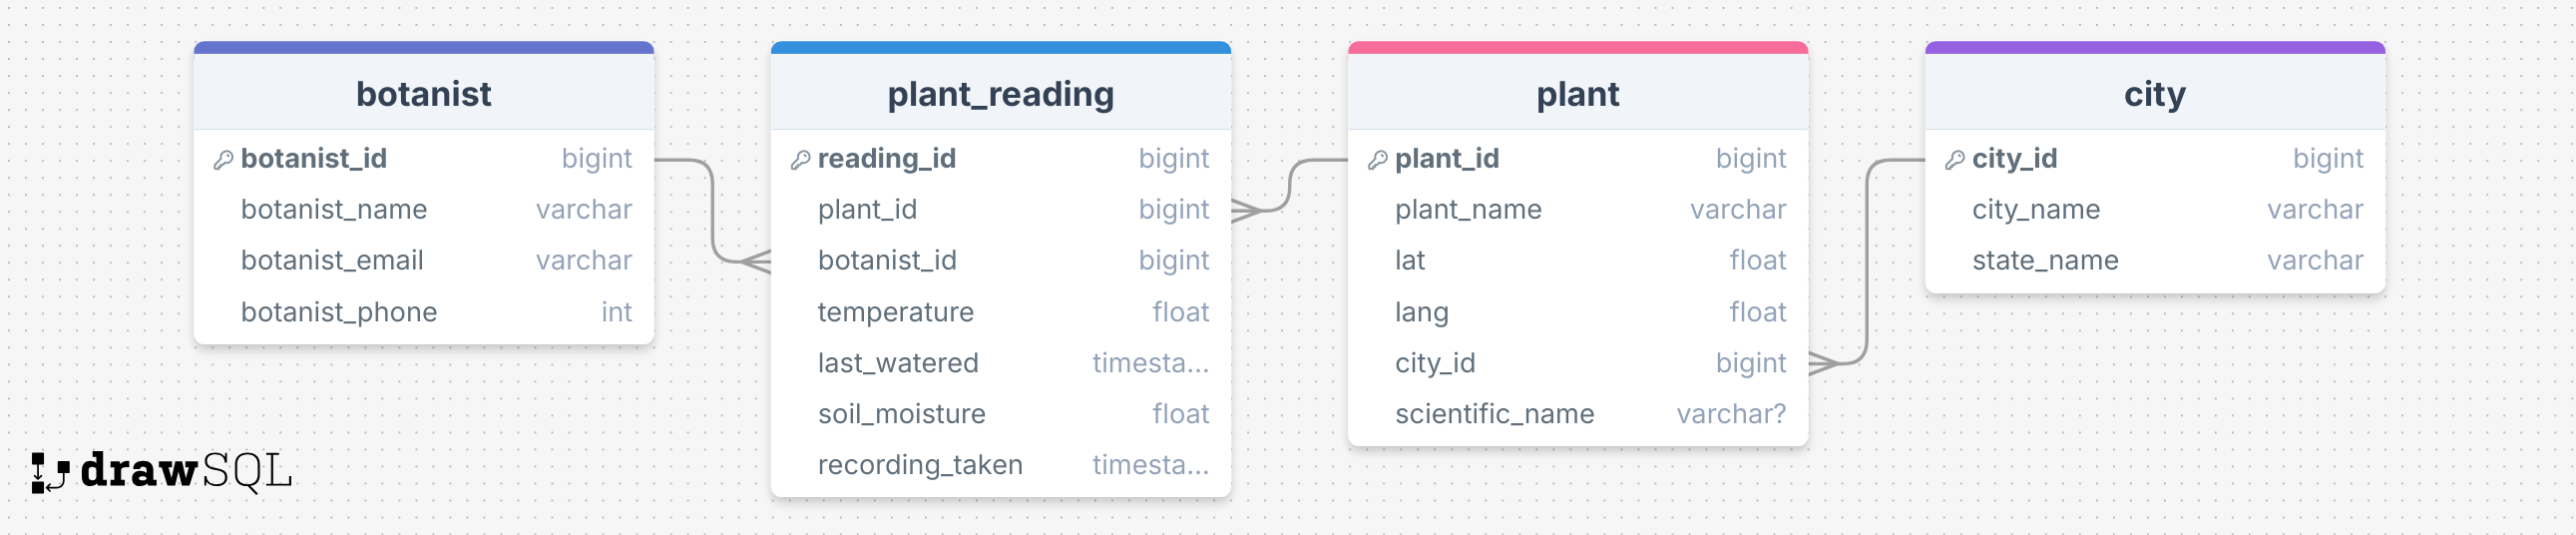 botanist
botanist_id bigint
botanist_name varchar
botanist_email varchar
botanist_phone int
plant_reading
reading_id bigint
plant_id bigint
botanist_id bigint
temperature float
last_watered timesta...
soil_moisture float
recording_taken timesta...
plant
plant_id bigint
plant_name varchar
lat float
lang float
city_id bigint
scientific_name varchar?
city
city_id bigint
city_name varchar
state_name varchar
drawSQL